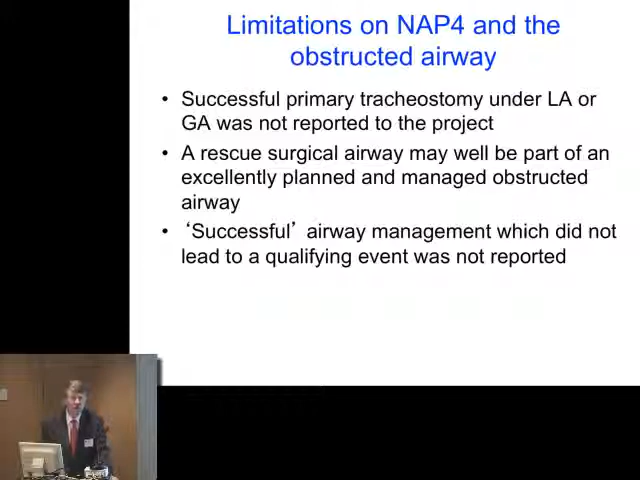 Limitations on NAP4 and the
obstructed airway
• Successful primary tracheostomy under LA or
GA was not reported to the project
• A rescue surgical airway may well be part of an
excellently planned and managed obstructed
airway
• ‘Successful’ airway management which did not
lead to a qualifying event was not reported